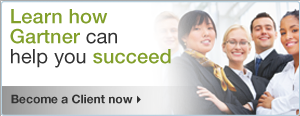 Learn how
Gartner can
help you succeed
Become a Client now